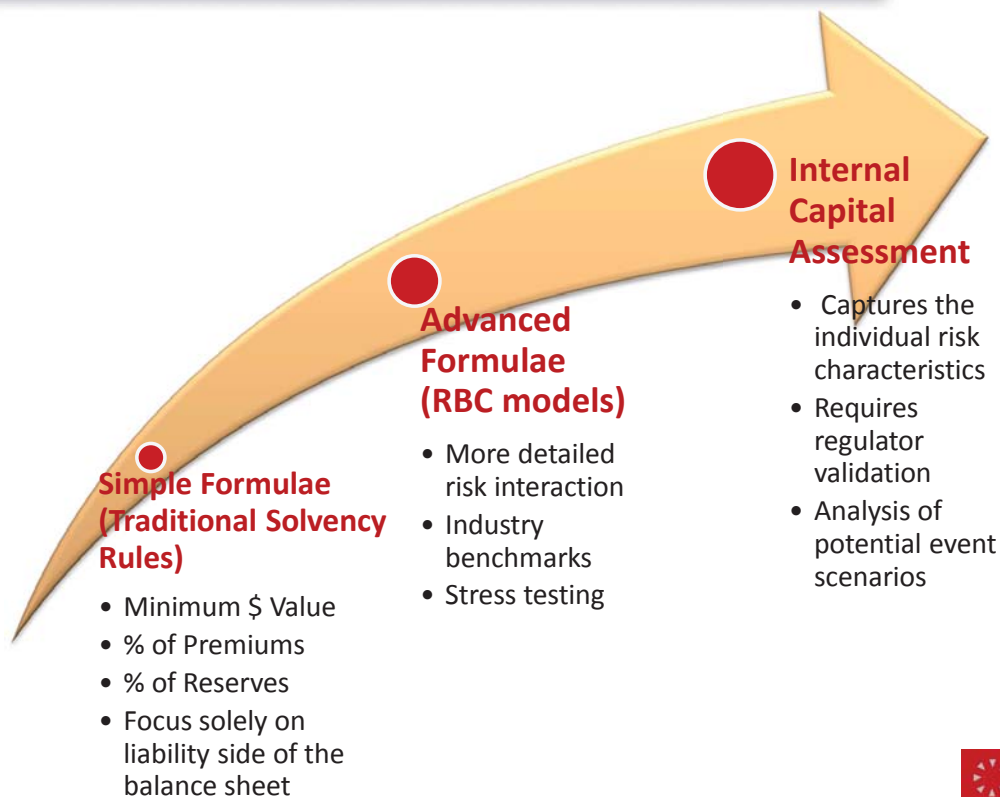 Internal
Capital
Assessment
• Captures the
individual risk
characteristics
• Requires
regulator
validation
• Analysis of
potential event
scenarios
Advanced
Formulae
(RBC models)
• More detailed
risk interaction
• Industry
benchmarks
• Stress testing
Simple Formulae
(Traditional Solvency
Rules)
• Minimum $ Value
• % of Premiums
• % of Reserves
• Focus solely on
liability side of the
balance sheet